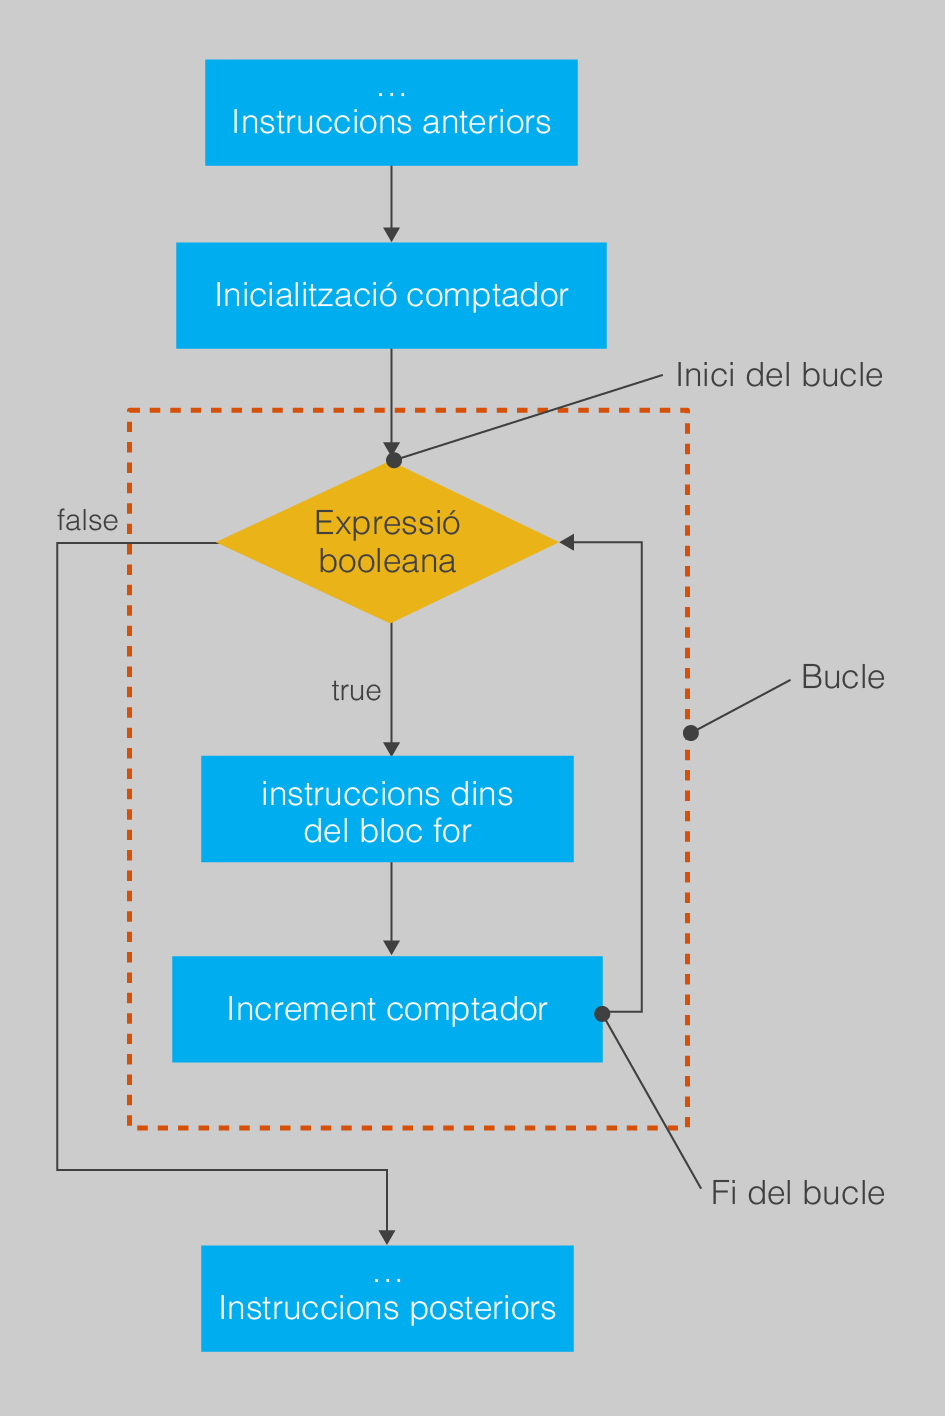 ...
Instruccions anteriors
Inicialització comptador
Inici del bucle
false
Expressió
booleana
Bucle
true
instruccions dins
del bloc for
Increment comptador
Fi del bucle
...
Instruccions posteriors